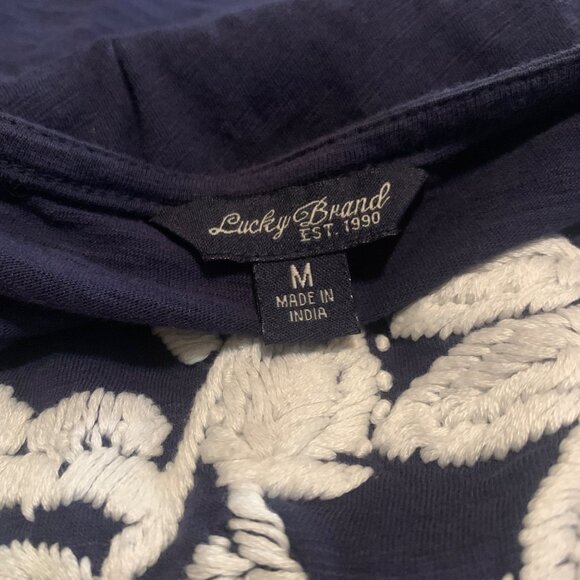 Lucky Brand
EST. 1990
M
MADE IN
INDIA